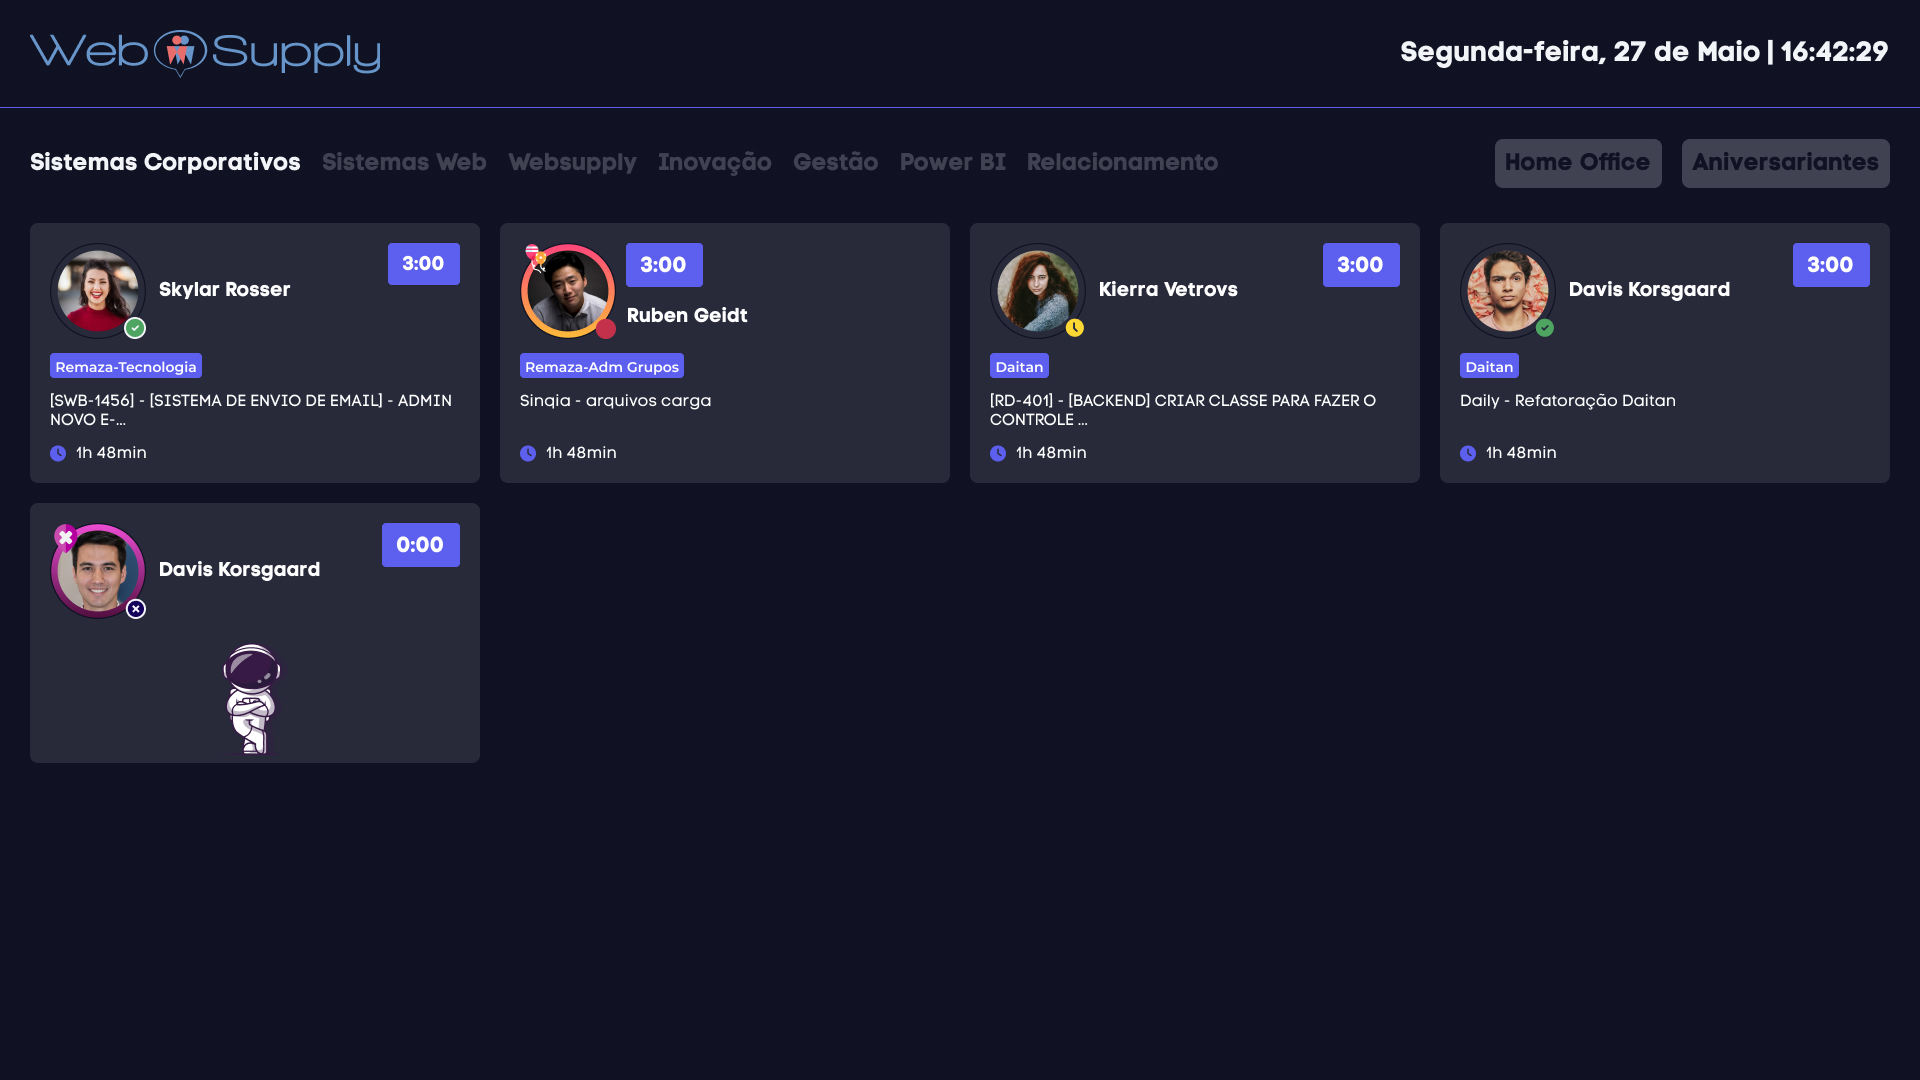 Web Supply
Segunda-feira, 27 de Maio | 16:42:29
Sistemas Corporativos Sistemas Web Websupply Inovação Gestão Power BI Relacionamento
Home Office Aniversariantes
Skylar Rosser
3:00
Remaza-Tecnologia
[SWB-1456] - [SISTEMA DE ENVIO DE EMAIL] - ADMIN
NOVO E-...
1h 48min
3:00
Ruben Geidt
Remaza-Adm Grupos
Sinqia - arquivos carga
1h 48min
Kierra Vetrovs
3:00
Daitan
[RD-401] - [BACKEND] CRIAR CLASSE PARA FAZER O
CONTROLE ...
1h 48min
Davis Korsgaard
3:00
Daitan
Daily - Refatoração Daitan
1h 48min
Davis Korsgaard
0:00